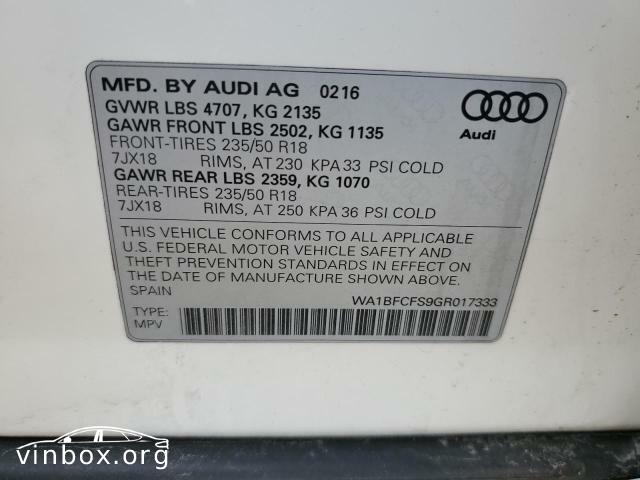 MFD. BY AUDI AG 0216
GVWR LBS 4707, KG 2135
GAWR FRONT LBS 2502, KG 1135
FRONT-TIRES 235/50 R18
7JX18 RIMS, AT 230 KPA 33 PSI COLD
GAWR REAR LBS 2359, KG 1070
REAR-TIRES 235/50 R18
7JX18 RIMS, AT 250 KPA 36 PSI COLD
Audi
THIS VEHICLE CONFORMS TO ALL APPLICABLE
U.S. FEDERAL MOTOR VEHICLE SAFETY AND
THEFT PREVENTION STANDARDS IN EFFECT ON
THE DATE OF MANUFACTURE SHOWN ABOVE.
SPAIN
WA1BFCFS9GR017333
TYPE:
MPV
vinbox.org